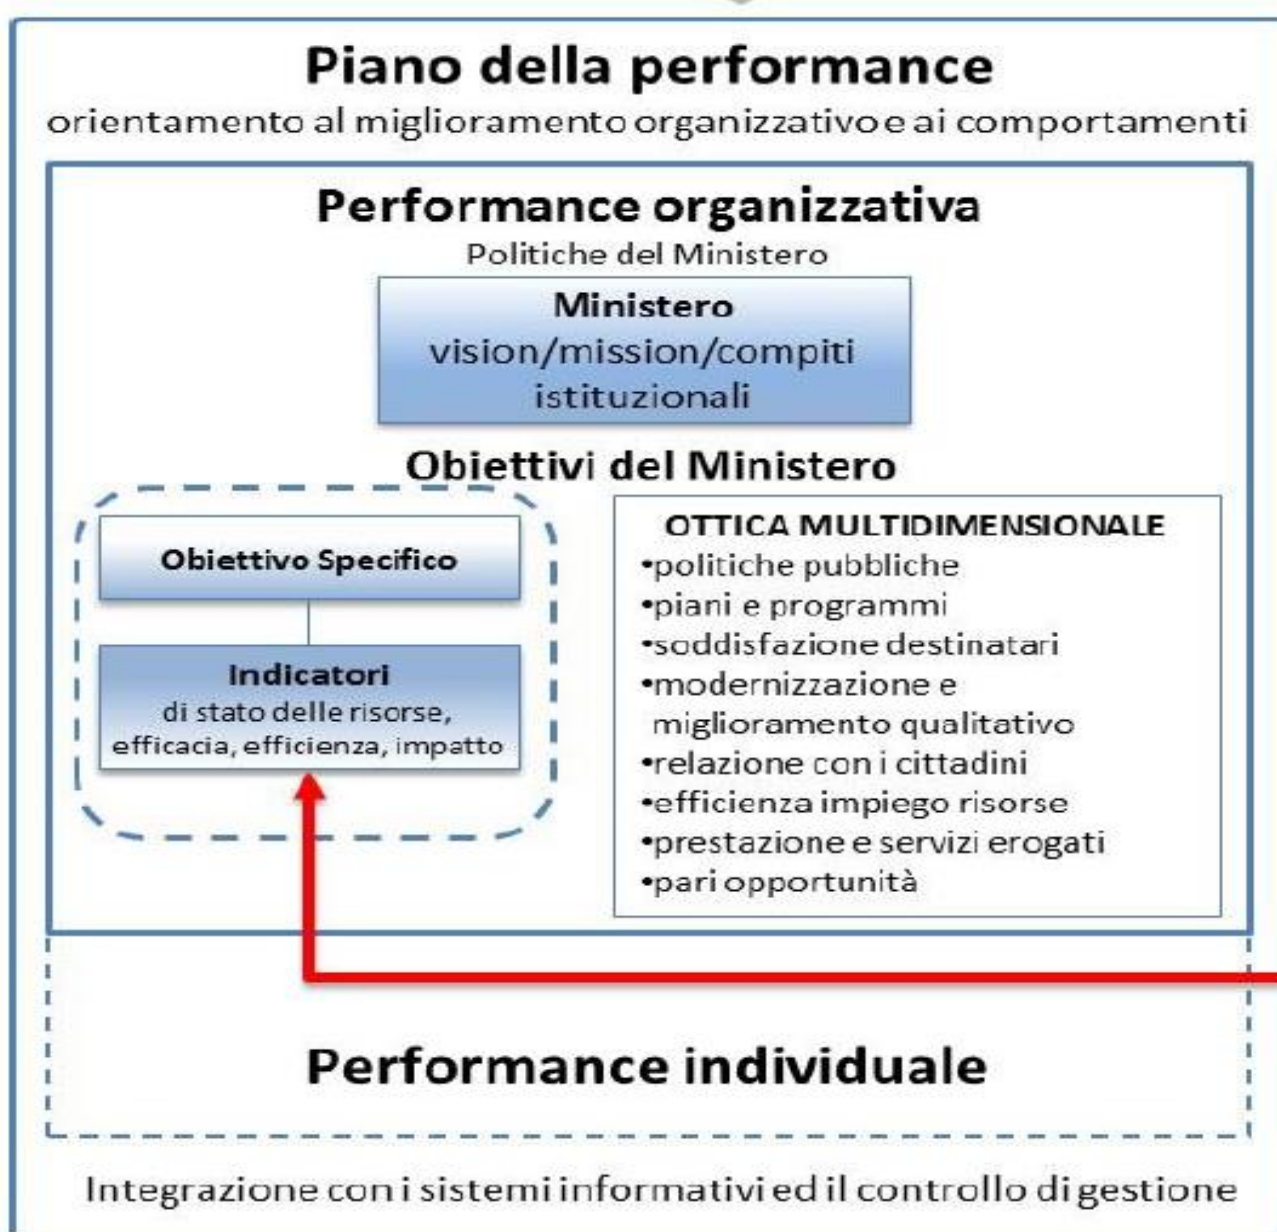 Piano della performance
orientamento al miglioramento organizzativo e ai comportamenti
Performance organizzativa
Politiche del Ministero
Ministero
vision/mission/compiti
istituzionali
Obiettivi del Ministero
Obiettivo Specifico
Indicatori
di stato delle risorse,
efficacia, efficienza, impatto
OTTICA MULTIDIMENSIONALE
•politiche pubbliche
•piani e programmi
•soddisfazione destinatari
•modernizzazione e
miglioramento qualitativo
•relazione con i cittadini
•efficienza impiego risorse
•prestazione e servizi erogati
•pari opportunità
Performance individuale
Integrazione con i sistemi informativi ed il controllo di gestione